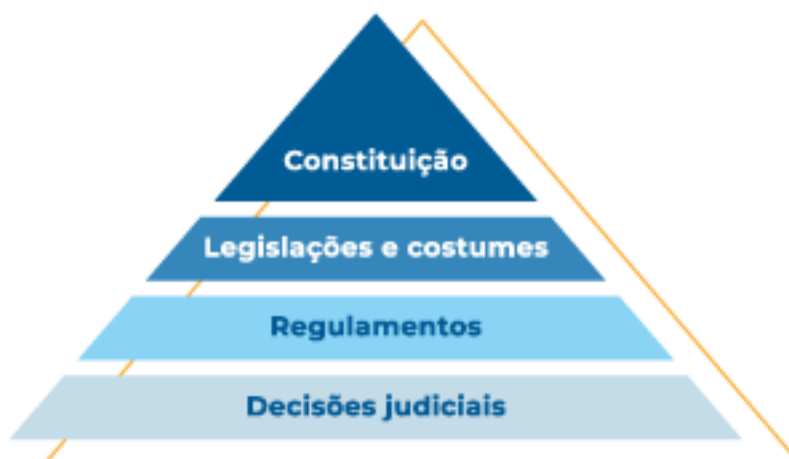 Constituição
Legislações e costumes
Regulamentos
Decisões judiciais